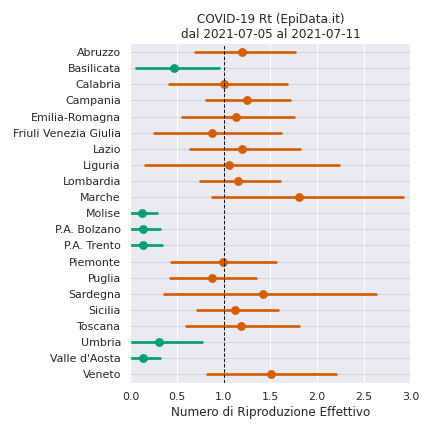 COVID-19 Rt (EpiData.it)
dal 2021-07-05 al 2021-07-11
Abruzzo
Basilicata
Calabria
Campania
Emilia-Romagna
Friuli Venezia Giulia
Lazio
Liguria
Lombardia
Marche
Molise
P.A. Bolzano
P.A. Trento
Piemonte
Puglia
Sardegna
Sicilia
Toscana
Umbria
Valle d'Aosta
Veneto
0.0 0.5 1.0 1.5 2.0 2.5 3.0
Numero di Riproduzione Effettivo